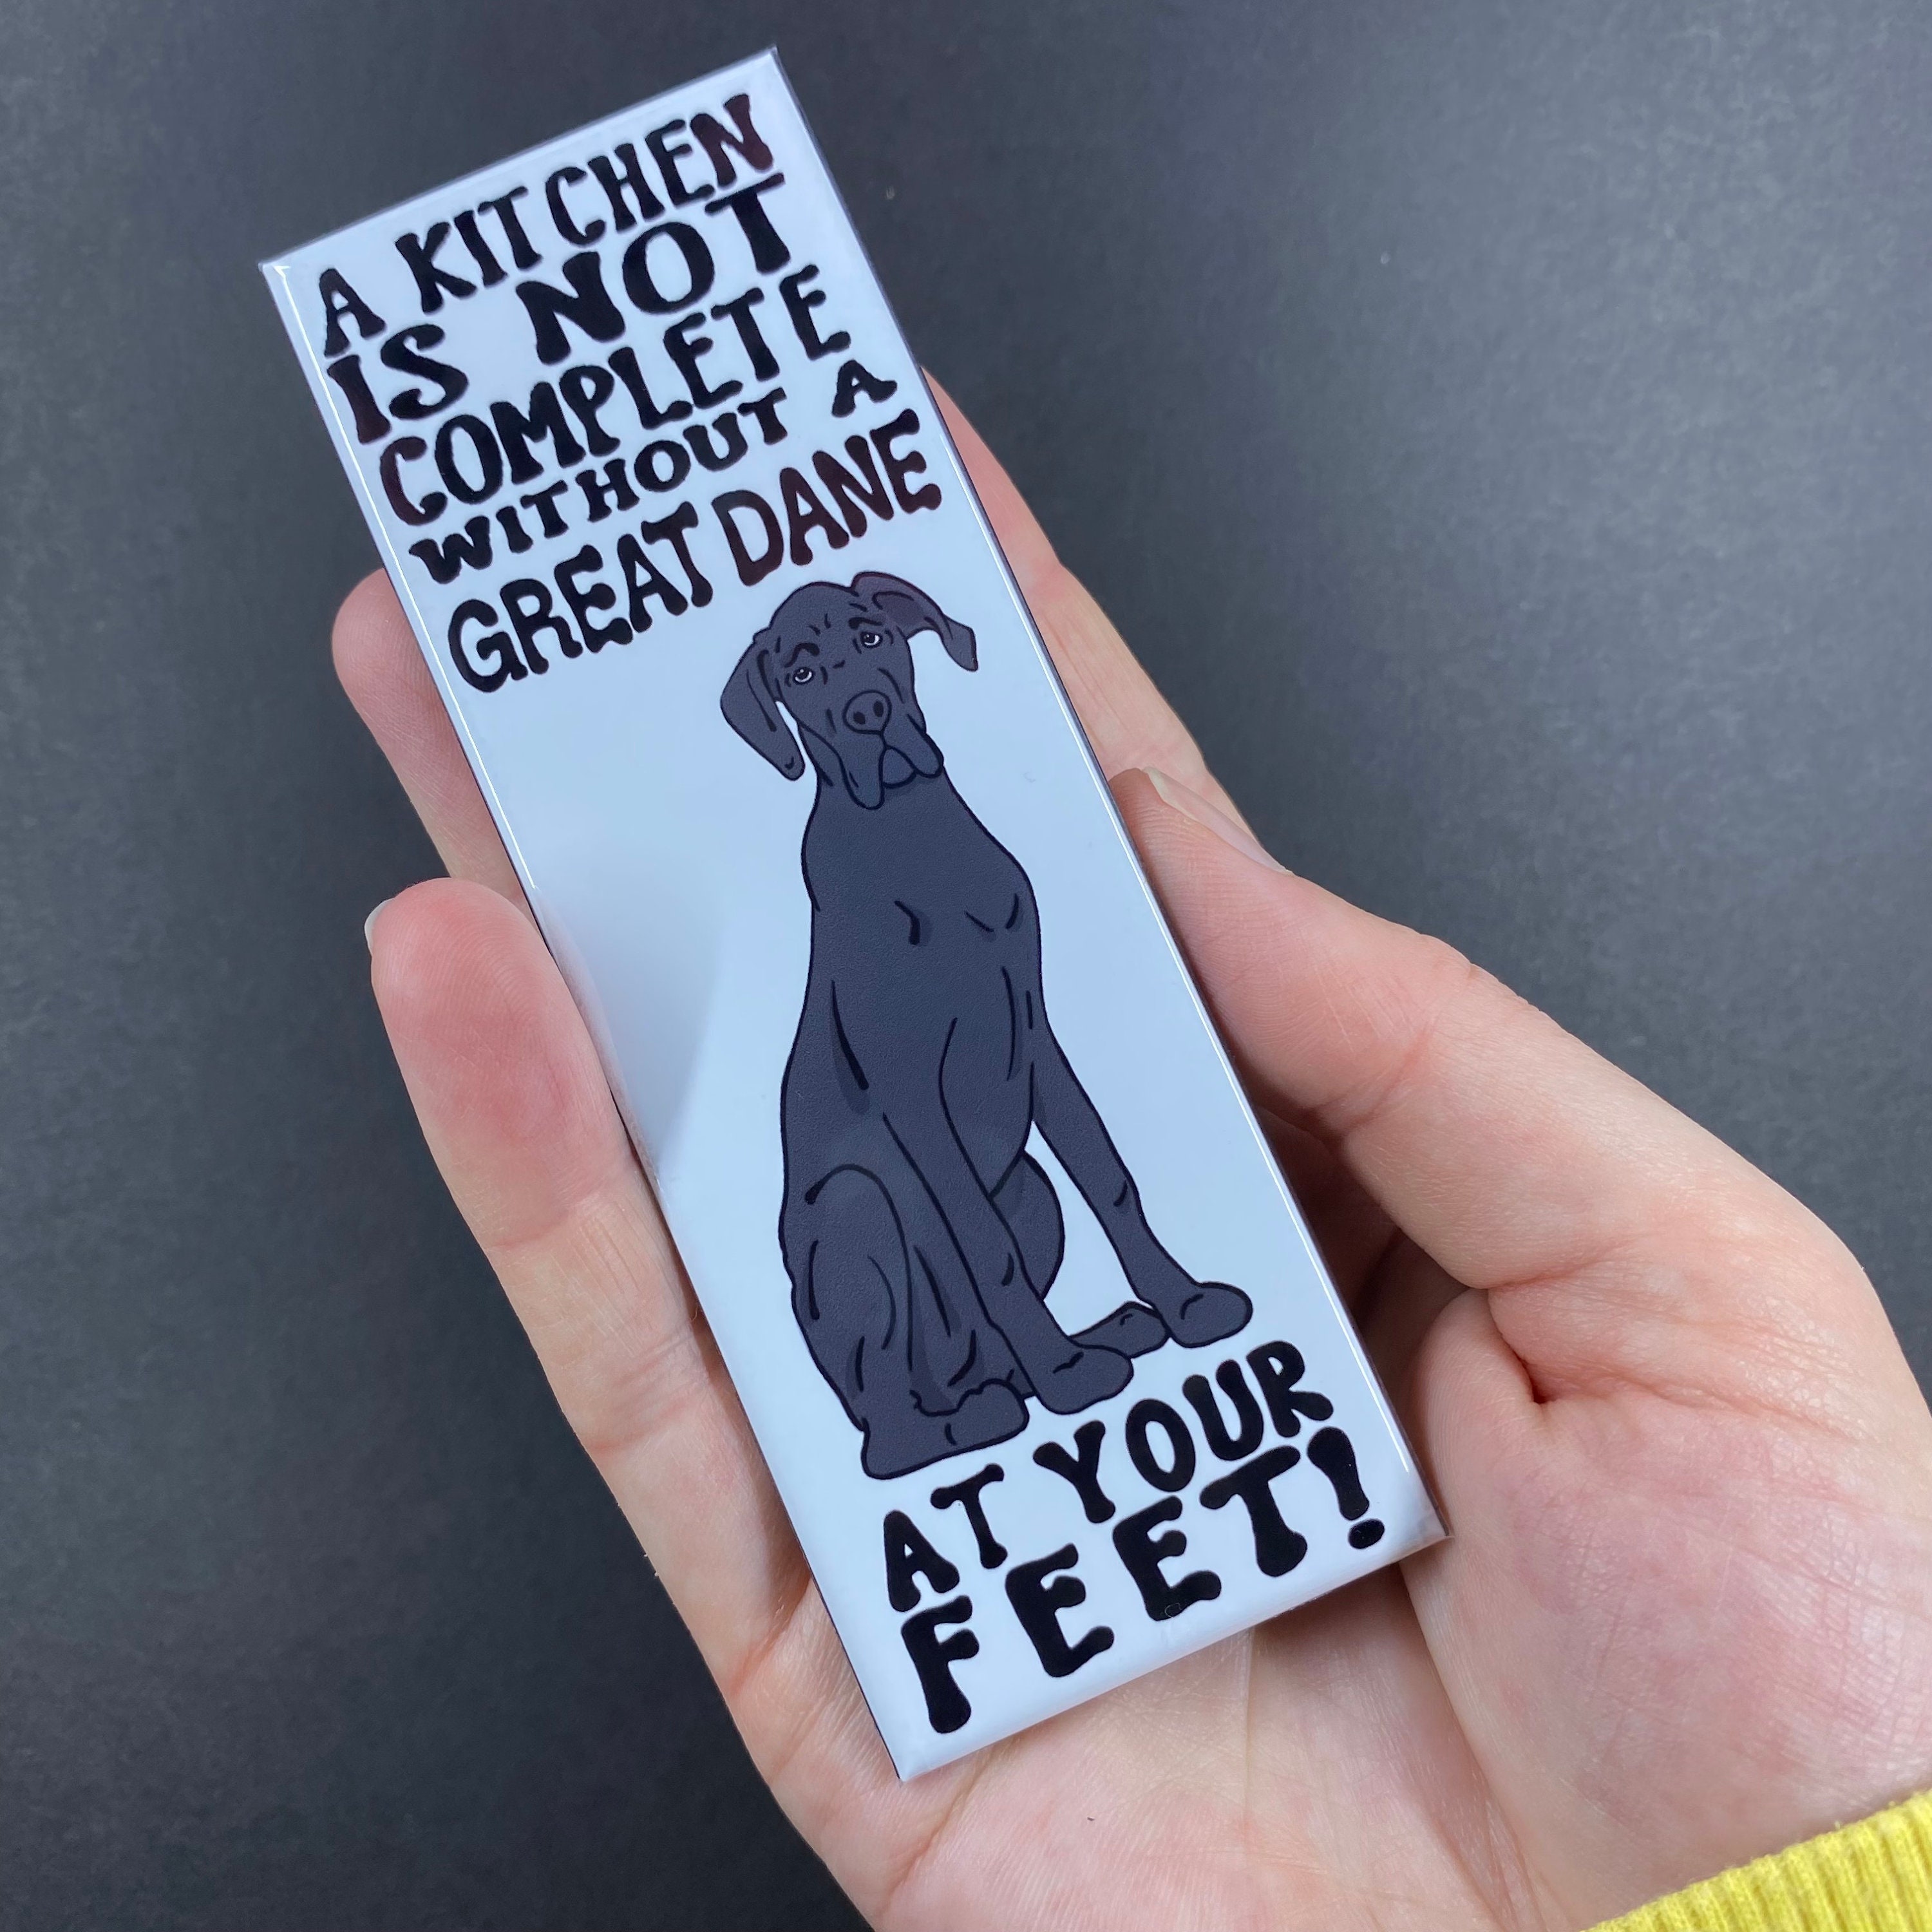 A KITCHEN
IS NOT
COMPLETE
WITHOUT A
GREAT DANE
AT YOUR
FEET!